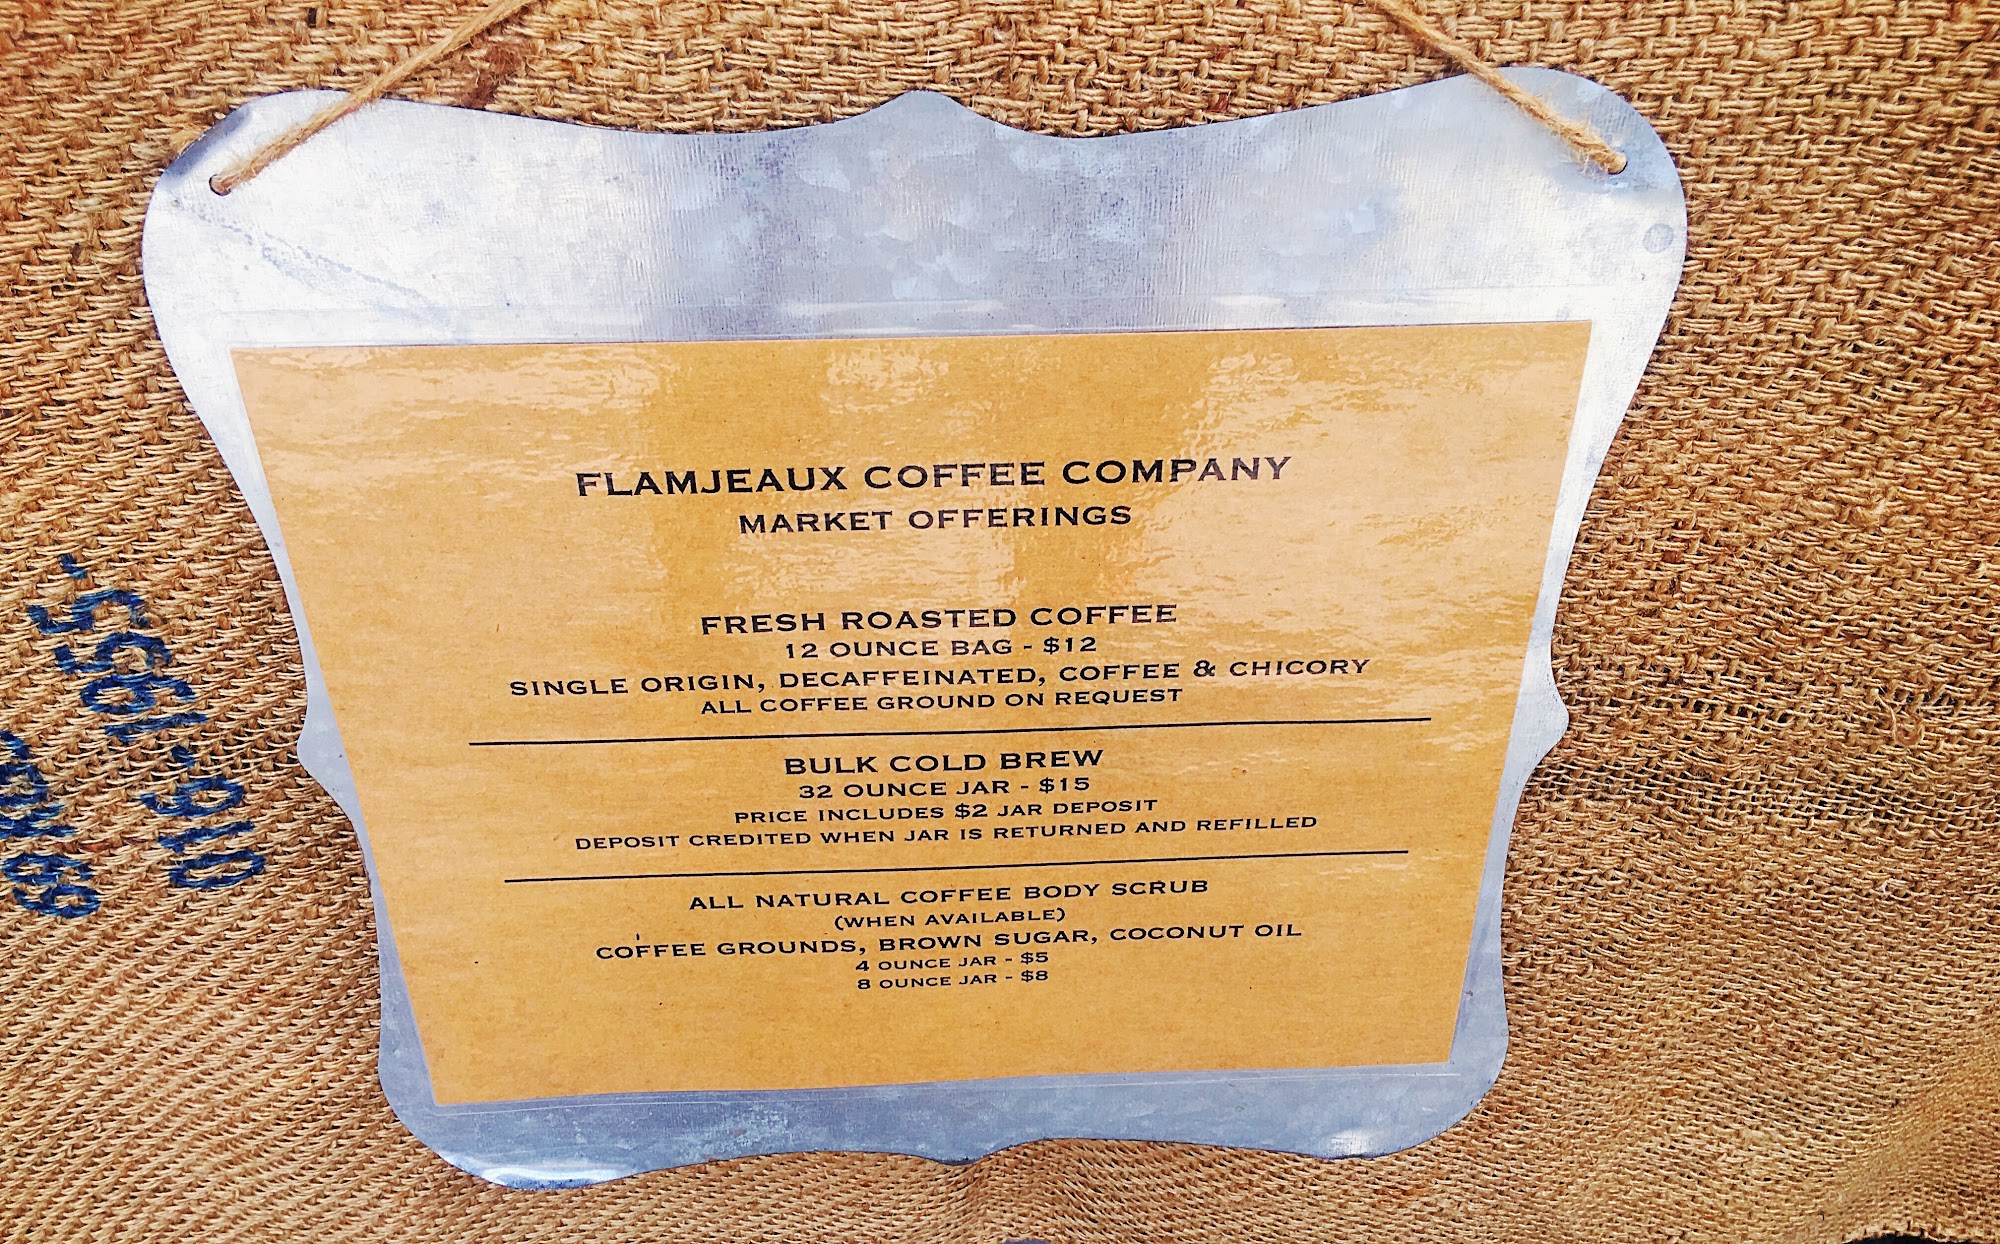 FLAMJEAUX COFFEE COMPANY
MARKET OFFERINGS
FRESH ROASTED COFFEE
12 OUNCE BAG - $12
SINGLE ORIGIN, DECAFFEINATED, COFFEE & CHICORY
ALL COFFEE GROUND ON REQUEST
BULK COLD BREW
32 OUNCE JAR - $15
PRICE INCLUDES $2 JAR DEPOSIT
DEPOSIT CREDITED WHEN JAR IS RETURNED AND REFILLED
ALL NATURAL COFFEE BODY SCRUB
(WHEN AVAILABLE)
COFFEE GROUNDS, BROWN SUGAR, COCONUT OIL
4 OUNCE JAR - $5
8 OUNCE JAR - $8